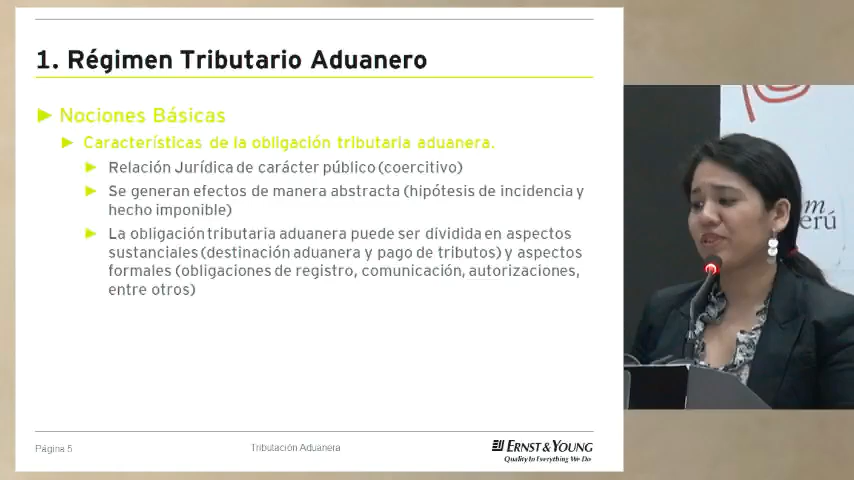 1. Régimen Tributario Aduanero
Nociones Básicas
Características de la obligación tributaria aduanera.
Relación Jurídica de carácter público (coercitivo)
Se generan efectos de manera abstracta (hipótesis de incidencia y
hecho imponible)
La obligación tributaria aduanera puede ser dividida en aspectos
sustanciales (destinación aduanera y pago de tributos) y aspectos
formales (obligaciones de registro, comunicación, autorizaciones,
entre otros)
Página 5
Tributación Aduanera
ERNST & YOUNG
Quality In Everything We Do
m
erú